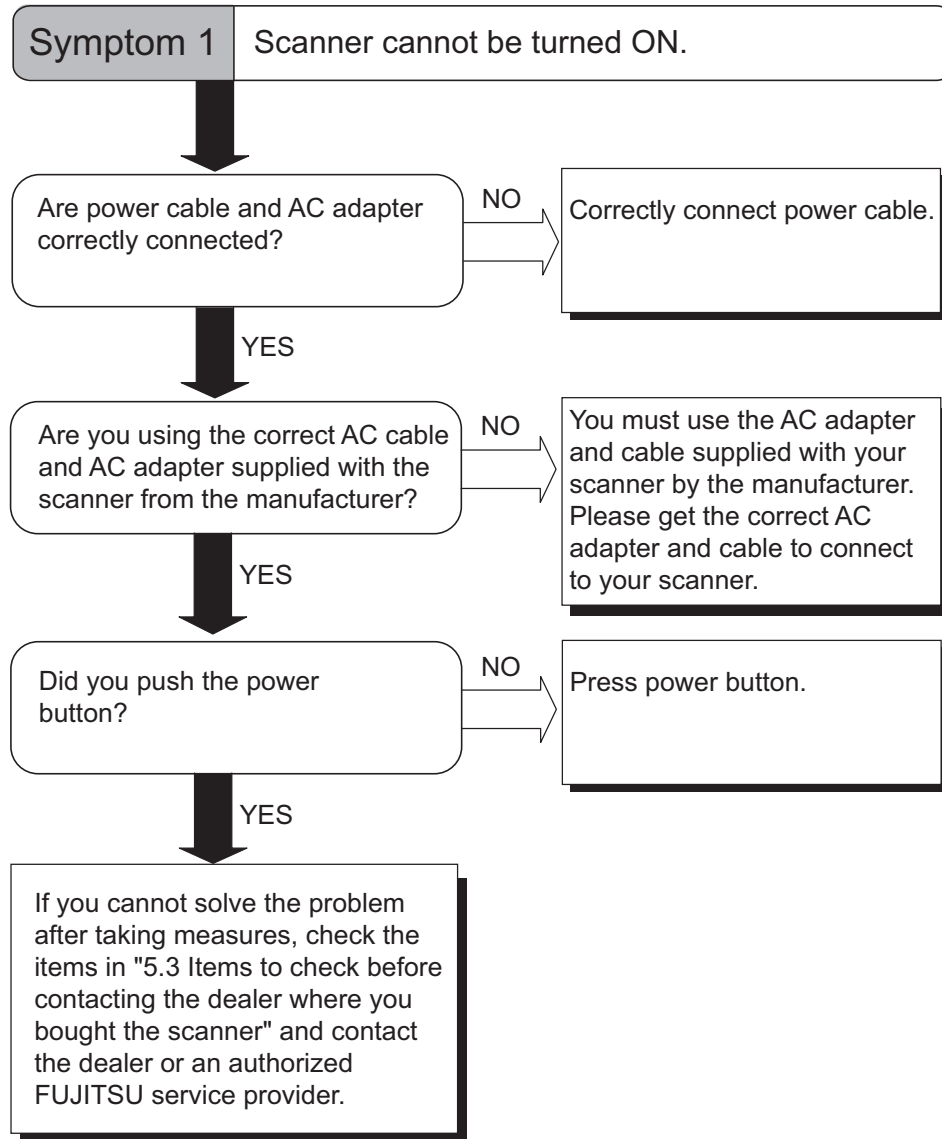 Symptom 1
Scanner cannot be turned ON.
Are power cable and AC adapter
correctly connected?
NO
Correctly connect power cable.
YES
Are you using the correct AC cable
and AC adapter supplied with the
scanner from the manufacturer?
NO
You must use the AC adapter
and cable supplied with your
scanner by the manufacturer.
Please get the correct AC
adapter and cable to connect
to your scanner.
YES
Did you push the power
button?
NO
Press power button.
YES
If you cannot solve the problem
after taking measures, check the
items in "5.3 Items to check before
contacting the dealer where you
bought the scanner" and contact
the dealer or an authorized
FUJITSU service provider.